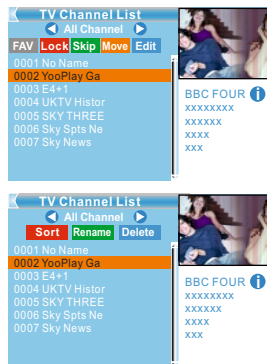 TV Channel List
All Channel
FAV Lock Skip Move Edit
0001 No Name
0002 YooPlay Ga
0003 E4+1
0004 UKTV Histor
0005 SKY THREE
0006 Sky Spts Ne
0007 Sky News
BBC FOUR i
xxxxxxxx
xxxxxx
xxxx
xxx
TV Channel List
All Channel
Sort Rename Delete
0001 No Name
0002 YooPlay Ga
0003 E4+1
0004 UKTV Histor
0005 SKY THREE
0006 Sky Spts Ne
0007 Sky News
BBC FOUR i
xxxxxxxx
xxxxxx
xxxx
xxx